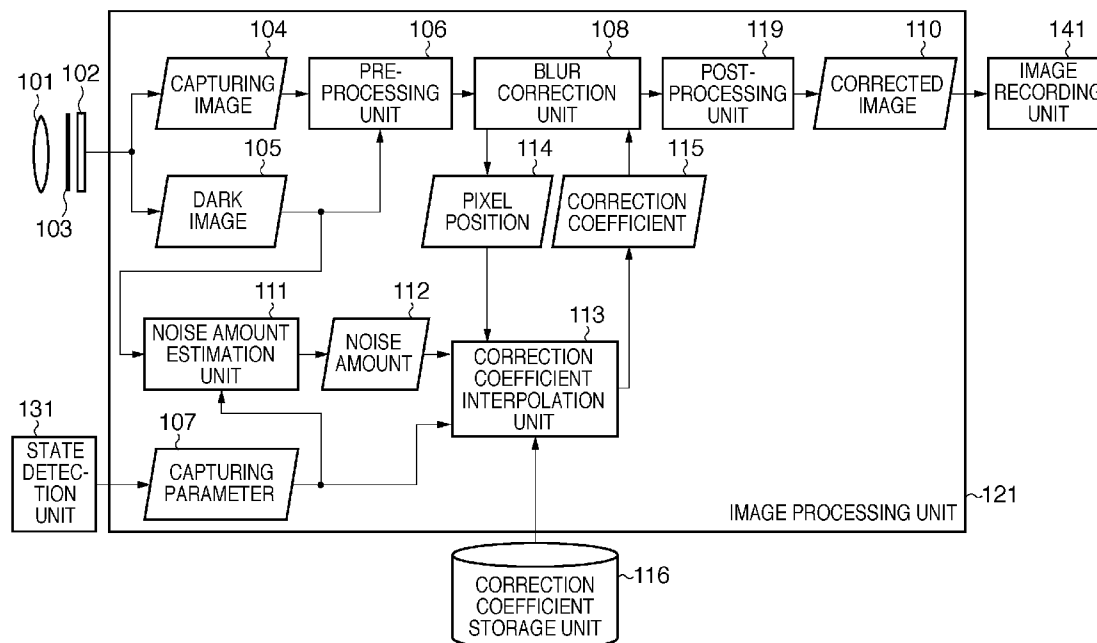 104
106
108
119
110
141
101
102
CAPTURING
IMAGE
PRE-
PROCESSING
UNIT
BLUR
CORRECTION
UNIT
POST-
PROCESSING
UNIT
CORRECTED
IMAGE
IMAGE
RECORDING
UNIT
103
105
114
115
DARK
IMAGE
PIXEL
POSITION
CORRECTION
COEFFICIENT
111
112
113
NOISE AMOUNT
ESTIMATION
UNIT
NOISE
AMOUNT
CORRECTION
COEFFICIENT
INTERPOLATION
UNIT
131
107
STATE
DETEC-
TION
UNIT
CAPTURING
PARAMETER
121
IMAGE PROCESSING UNIT
116
CORRECTION
COEFFICIENT
STORAGE UNIT